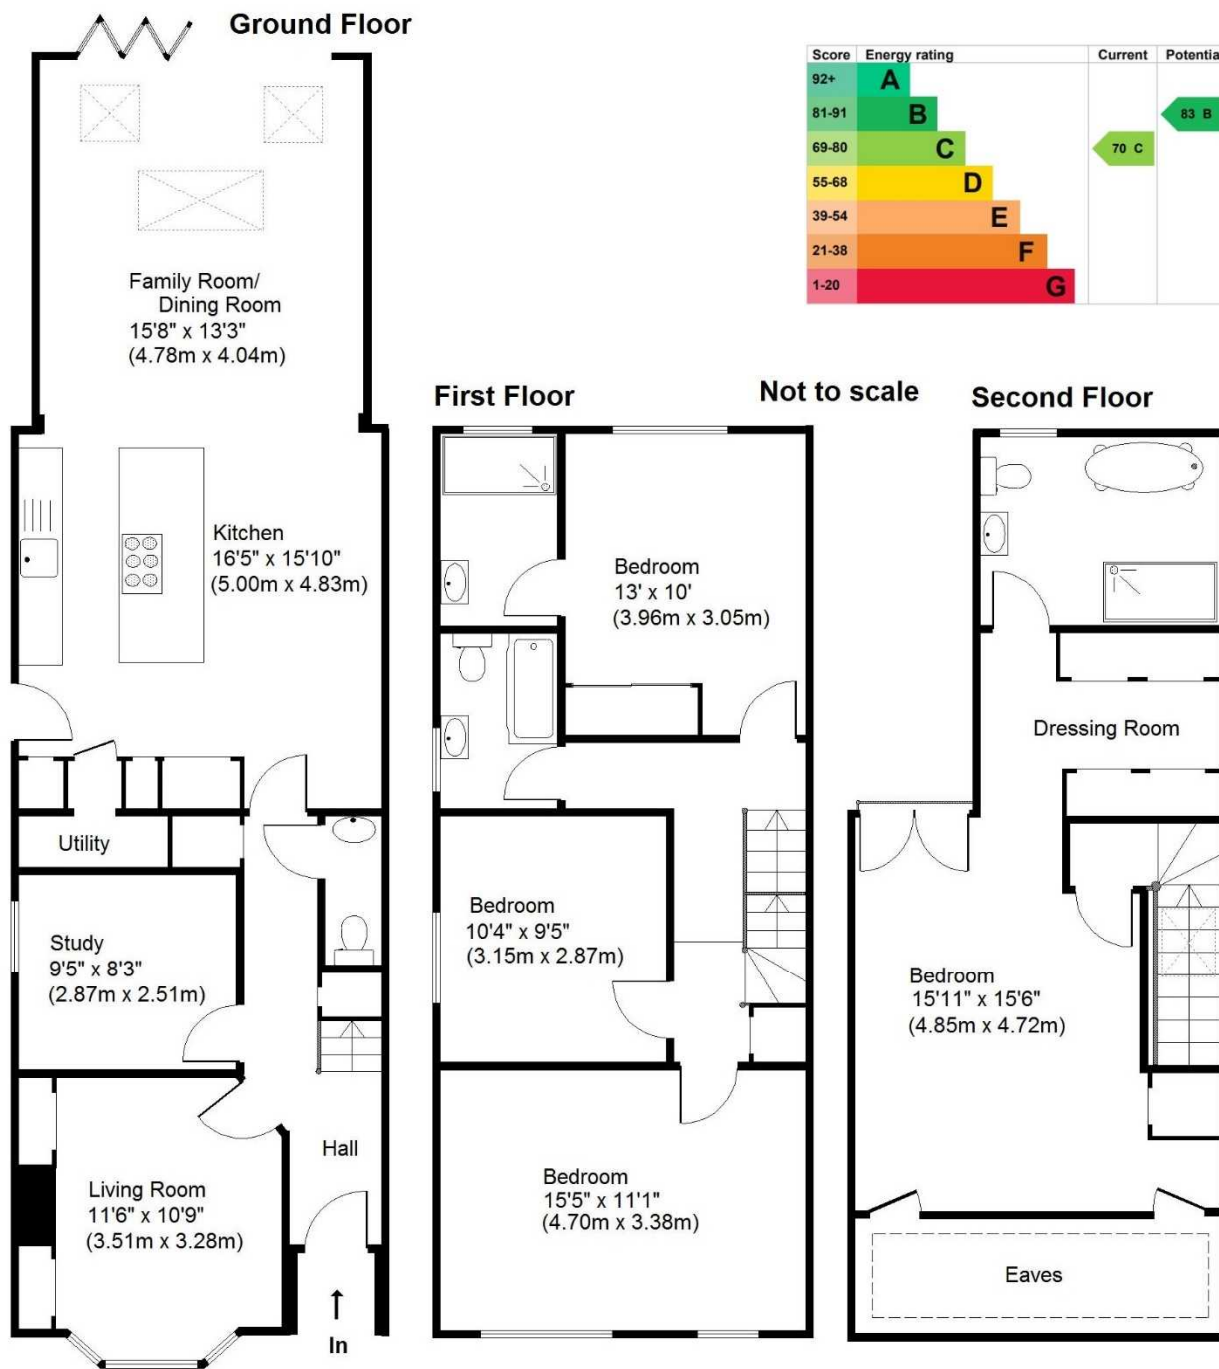 Ground Floor
Score Energy rating Current Potentia
92+ A
81-91 B 83 B
69-80 C 70 C
55-68 D
39-54 E
21-38 F
1-20 G
Family Room/
Dining Room
15'8" x 13'3"
(4.78m x 4.04m)
Kitchen
16'5" x 15'10"
(5.00m x 4.83m)
Utility
Study
9'5" x 8'3"
(2.87m x 2.51m)
Hall
Living Room
11'6" x 10'9"
(3.51m x 3.28m)
In
First Floor
Bedroom
13' x 10'
(3.96m x 3.05m)
Bedroom
10'4" x 9'5"
(3.15m x 2.87m)
Bedroom
15'5" x 11'1"
(4.70m x 3.38m)
Not to scale
Second Floor
Dressing Room
Bedroom
15'11" x 15'6"
(4.85m x 4.72m)
Eaves